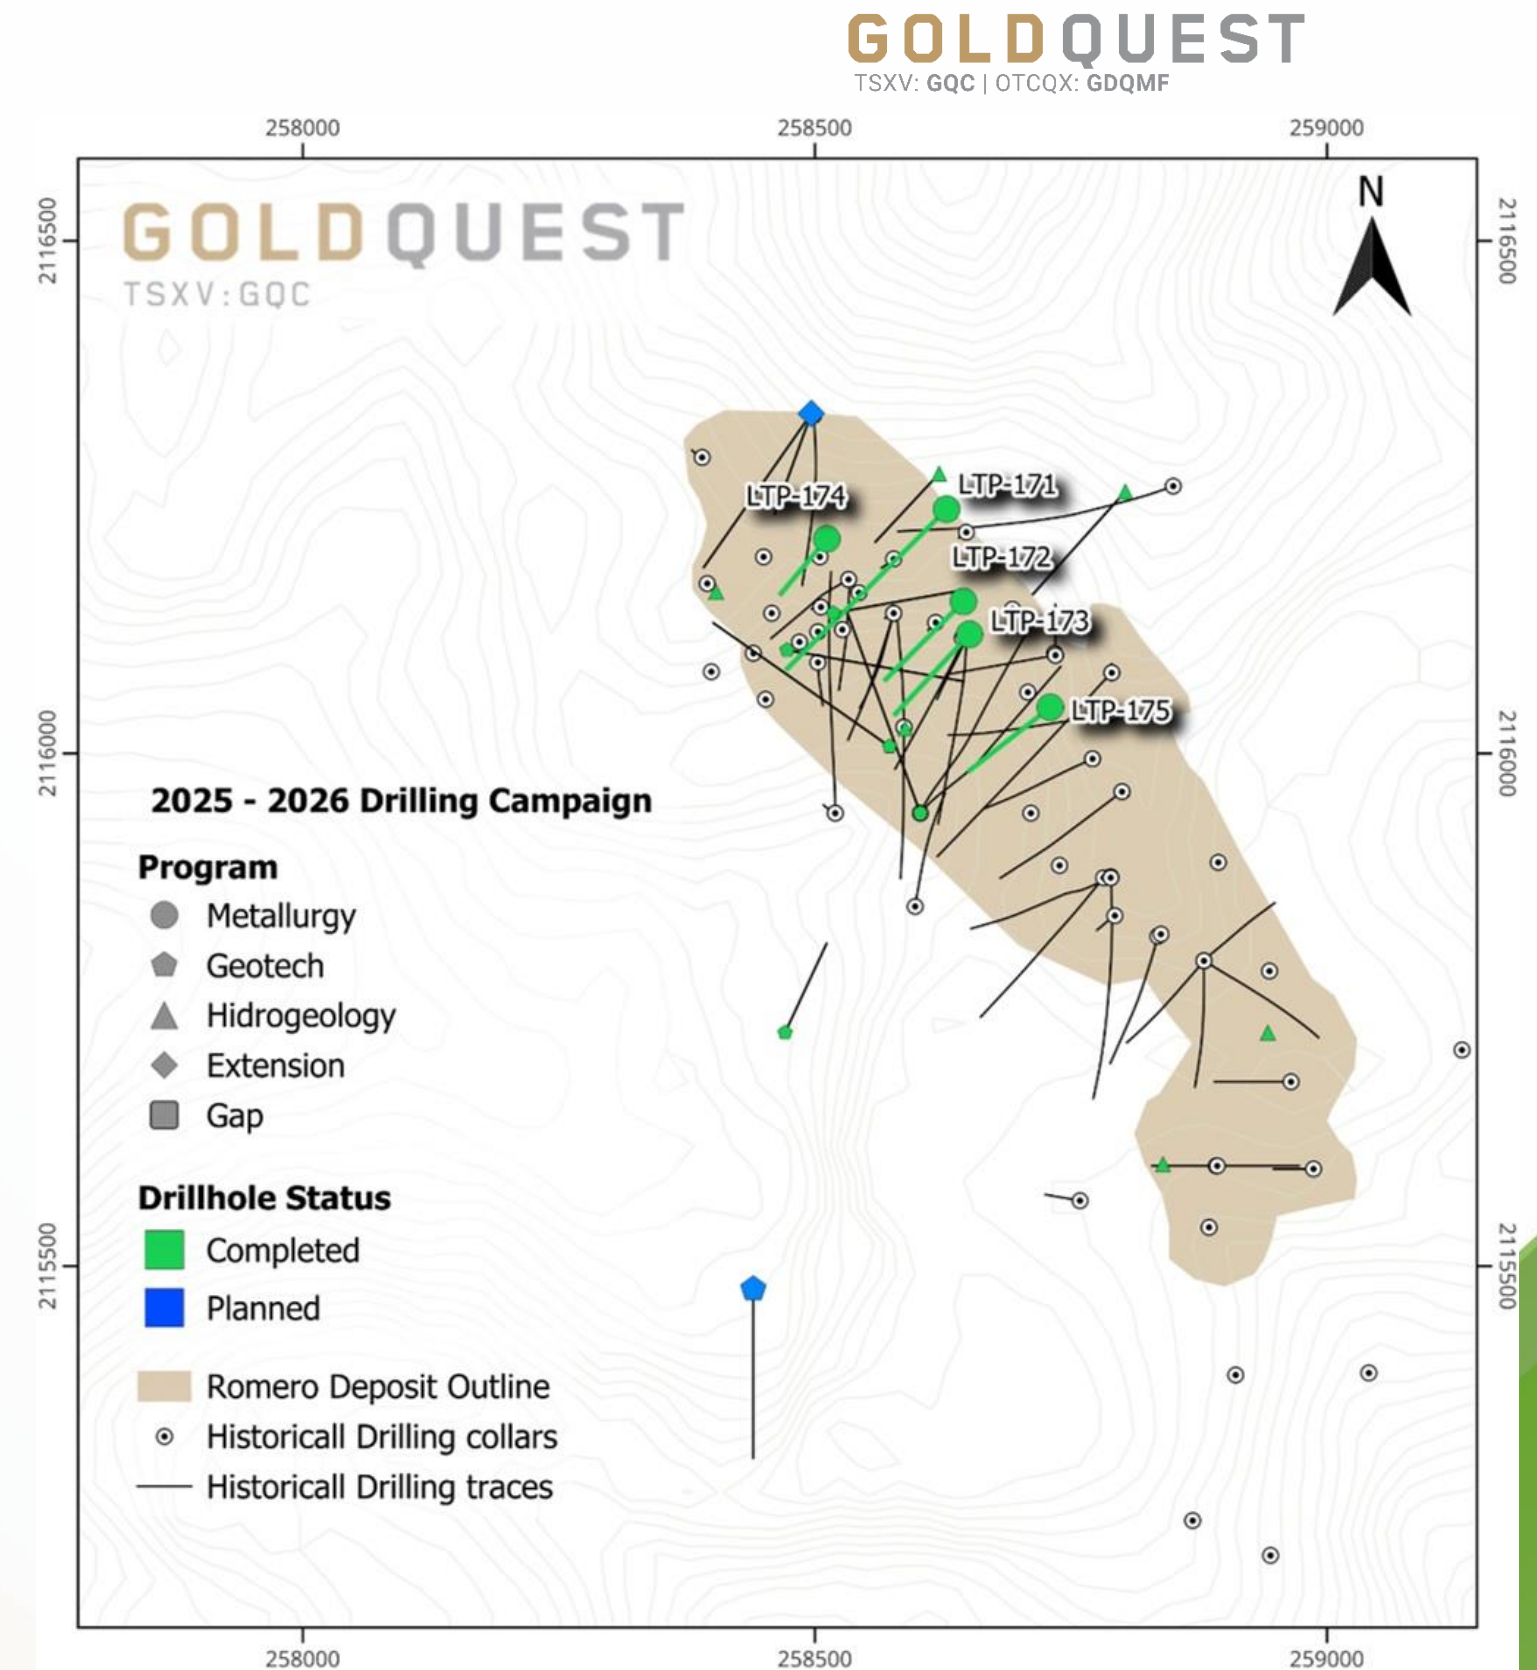 GOLDQUEST
TSXV: GQC | OTCQX: GDQMF
258000 258500 259000
N
2116500 2116500
GOLDQUEST
TSXV:GQC
LTP-174
LTP-171
LTP-172
LTP-173
LTP-175
2116000 2116000
2025 - 2026 Drilling Campaign
Program
Metallurgy
Geotech
Hidrogeology
Extension
Gap
Drillhole Status
Completed
Planned
2115500 2115500
Romero Deposit Outline
Historicall Drilling collars
Historicall Drilling traces
258000 258500 259000